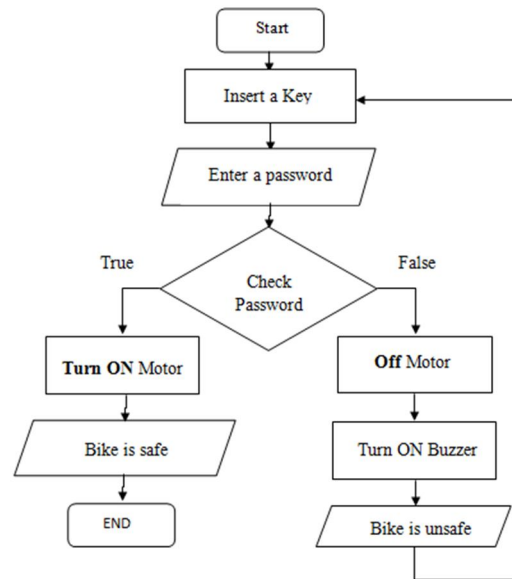 Start
Insert a Key
Enter a password
True
False
Check
Password
Turn ON Motor
Off Motor
Bike is safe
Turn ON Buzzer
END
Bike is unsafe